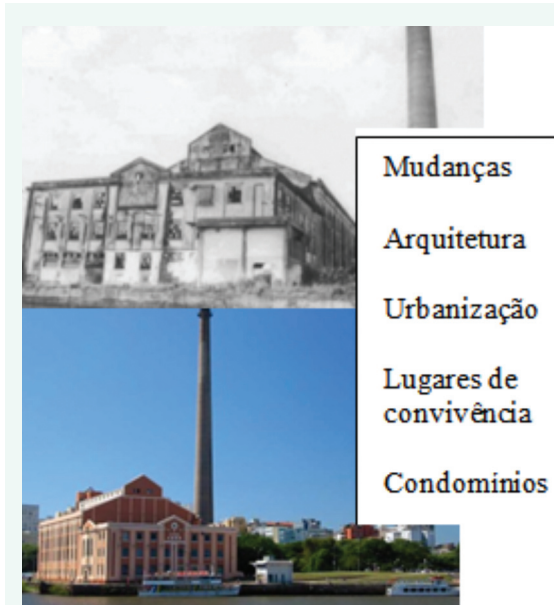 Mudanças
Arquitetura
Urbanização
Lugares de
convivência
Condomínios